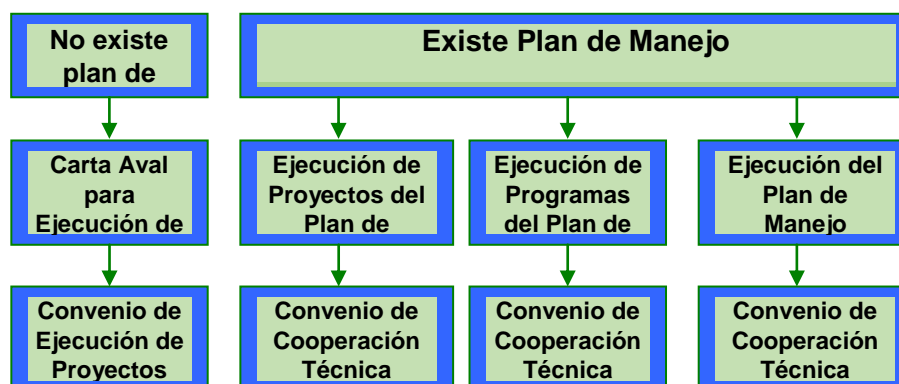 No existe
plan de
Existe Plan de Manejo
Carta Aval
para
Ejecución de
Ejecución de
Proyectos del
Plan de
Ejecución de
Programas
del Plan de
Ejecución del
Plan de
Manejo
Convenio de
Ejecución de
Proyectos
Convenio de
Cooperación
Técnica
Convenio de
Cooperación
Técnica
Convenio de
Cooperación
Técnica